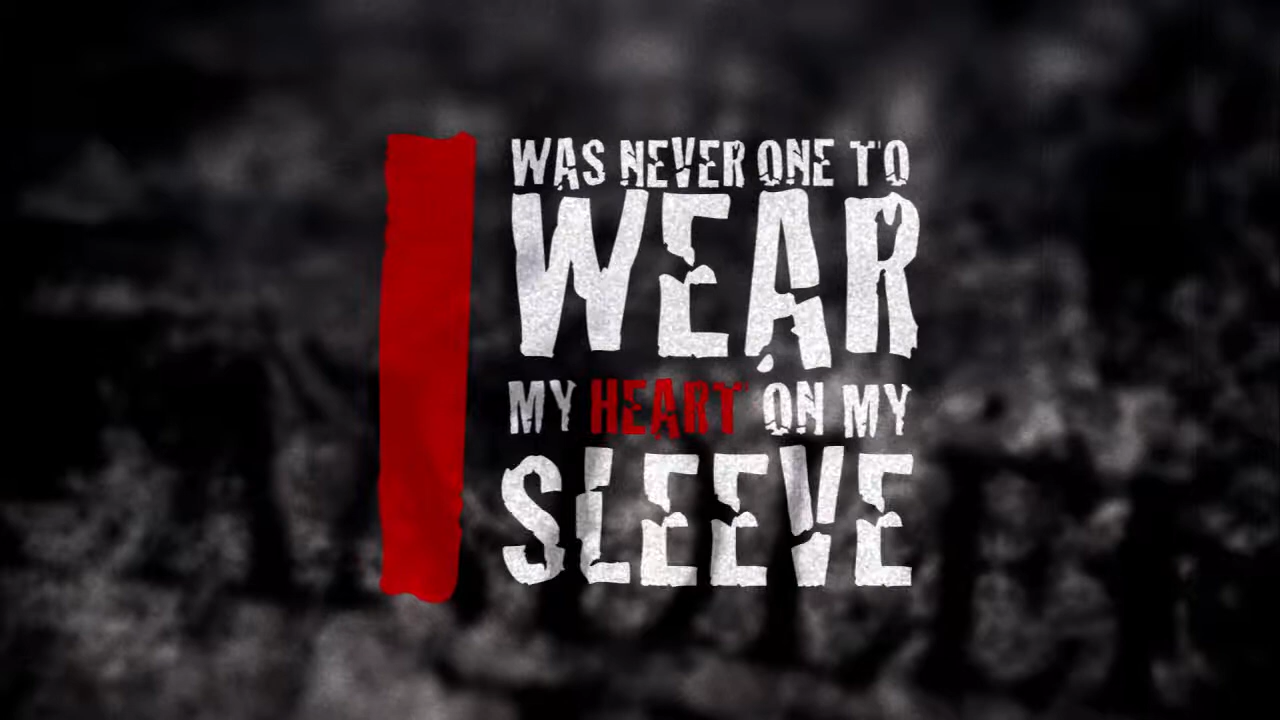 I
WAS NEVER ONE TO
WEAR
MY HEART ON MY
SLEEVE